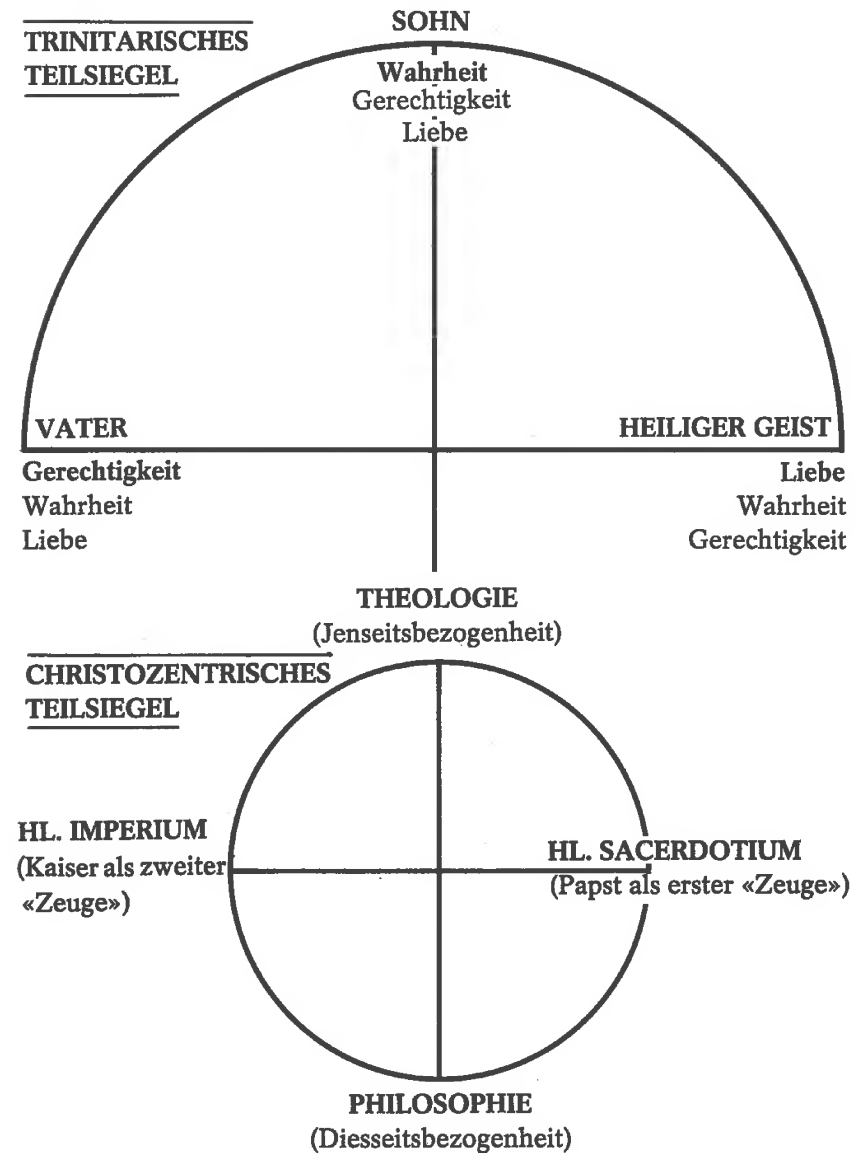 TRINITARISCHES
TEILSIEGEL
SOHN
Wahrheit
Gerechtigkeit
Liebe
VATER
HEILIGER GEIST
Gerechtigkeit
Wahrheit
Liebe
Liebe
Wahrheit
Gerechtigkeit
THEOLOGIE
(Jenseitsbezogenheit)
CHRISTOZENTRISCHES
TEILSIEGEL
HL. IMPERIUM
(Kaiser als zweiter
«Zeuge»)
HL. SACERDOTIUM
(Papst als erster «Zeuge»)
PHILOSOPHIE
(Diesseitsbezogenheit)